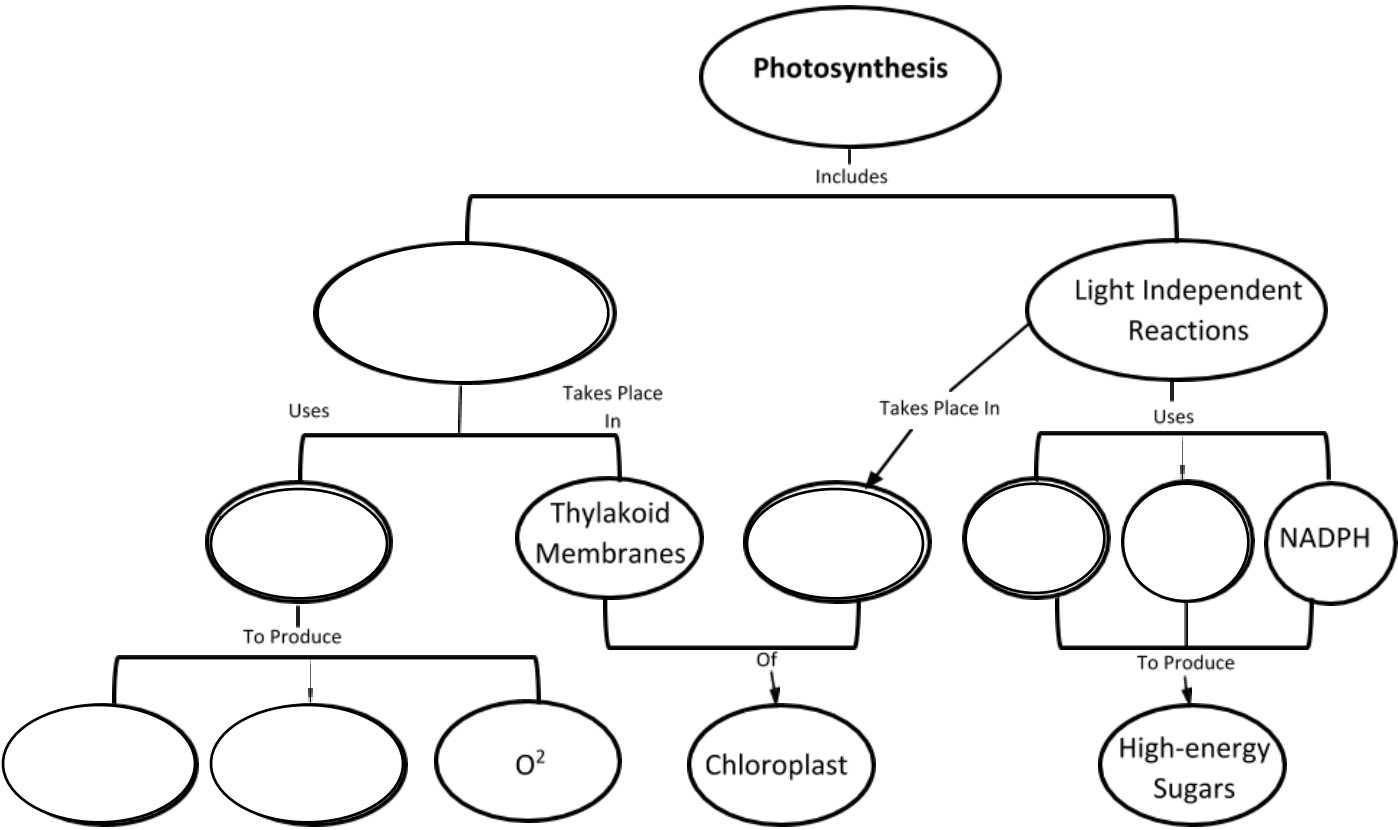 Photosynthesis
Includes
Light Independent
Reactions
Uses
Takes Place
In
Takes Place In
Uses
Thylakoid
Membranes
NADPH
To Produce
Of
To Produce
O²
Chloroplast
High-energy
Sugars